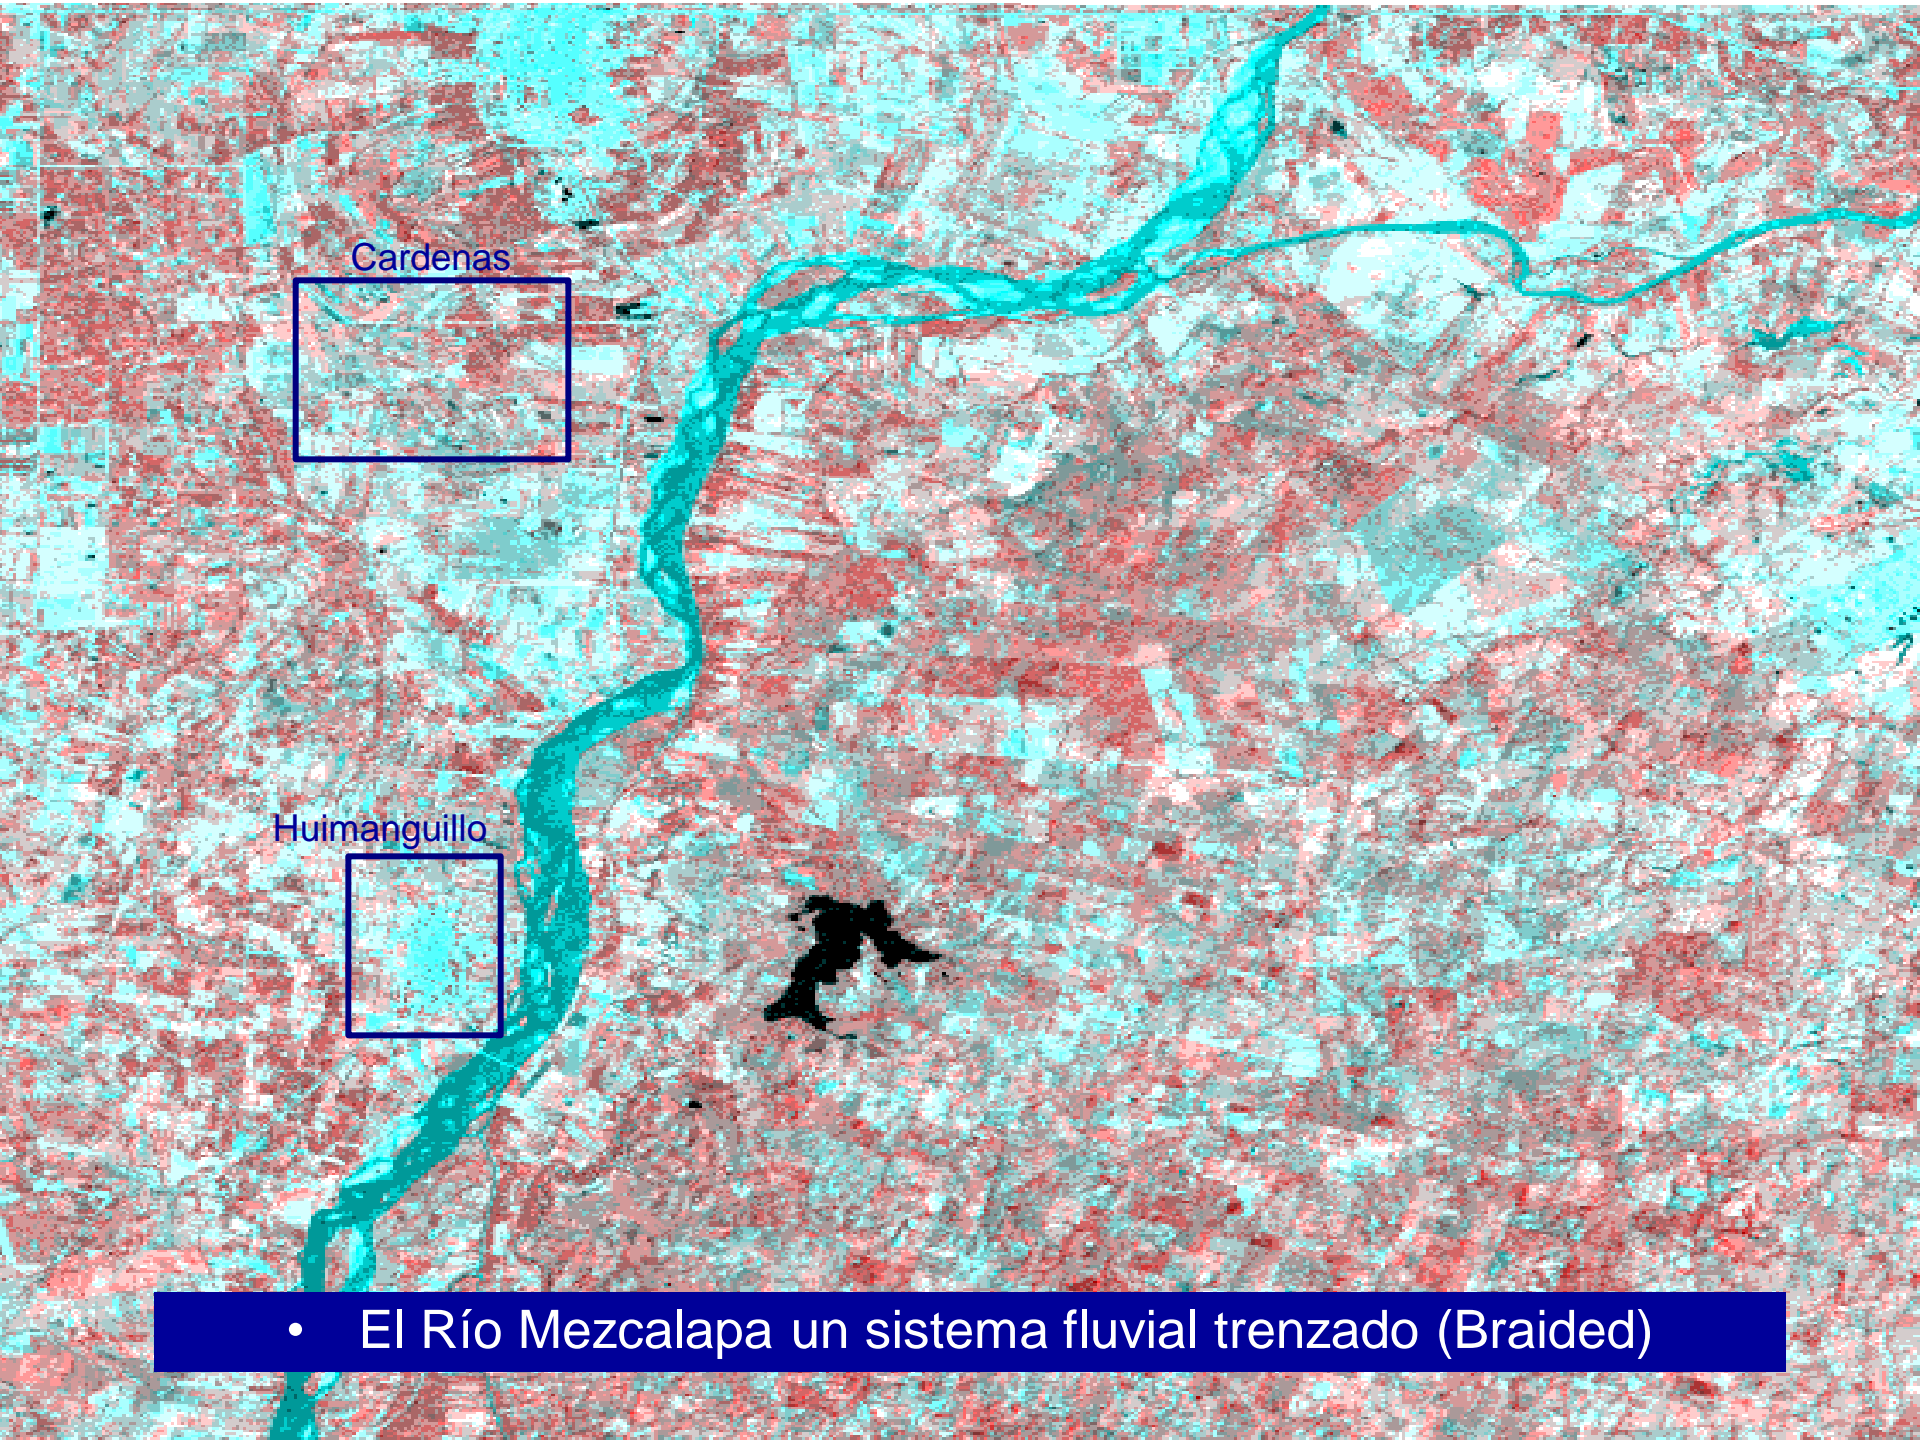 Cardenas
Huimanguillo
• El Río Mezcalapa un sistema fluvial trenzado (Braided)